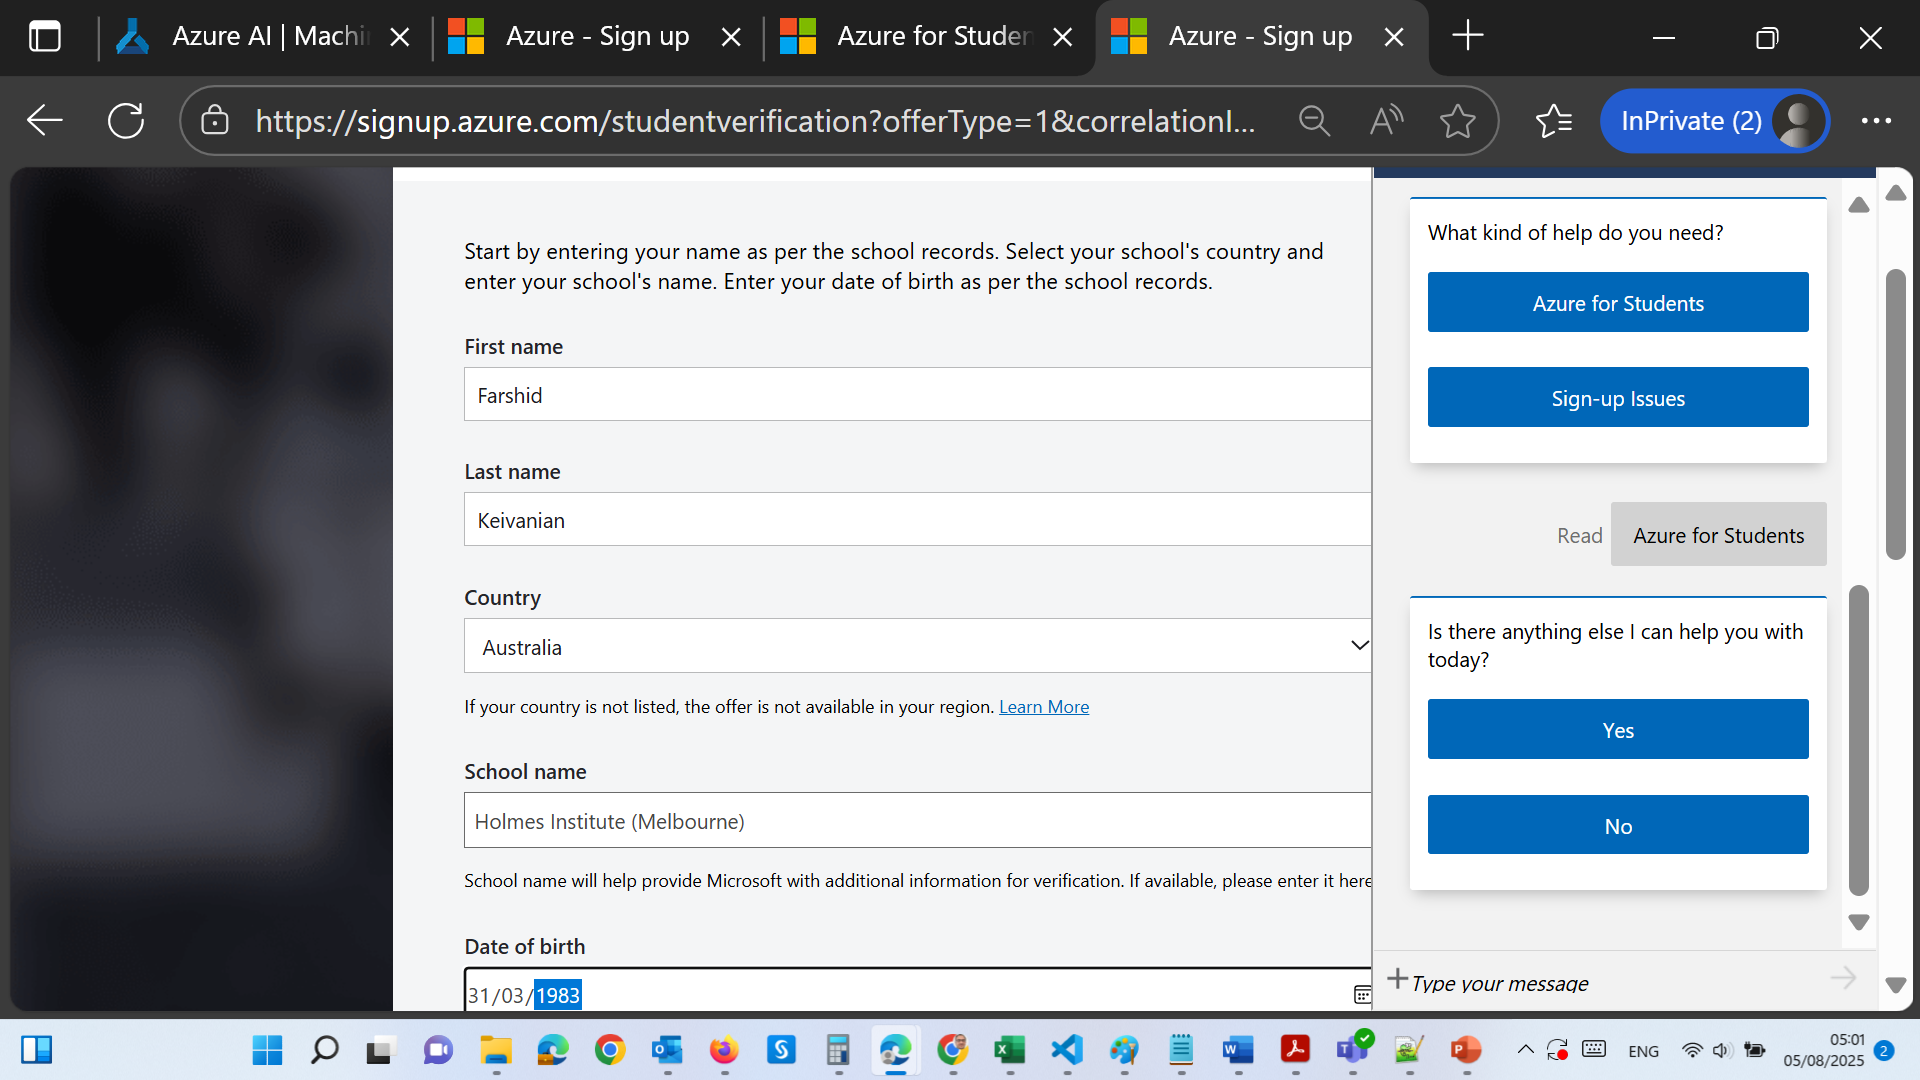 Azure AI | Machi
Azure - Sign up
Azure for Studen
Azure - Sign up
https://signup.azure.com/studentverification?offerType=1&correlationI...
InPrivate (2)
Start by entering your name as per the school records. Select your school's country and
enter your school's name. Enter your date of birth as per the school records.
First name
Farshid
Last name
Keivanian
Country
Australia
If your country is not listed, the offer is not available in your region. Learn More
School name
Holmes Institute (Melbourne)
School name will help provide Microsoft with additional information for verification. If available, please enter it here
Date of birth
31/03/1983
What kind of help do you need?
Azure for Students
Sign-up Issues
Read
Azure for Students
Is there anything else I can help you with
today?
Yes
No
Type your message
ENG
05:01
05/08/2025
2